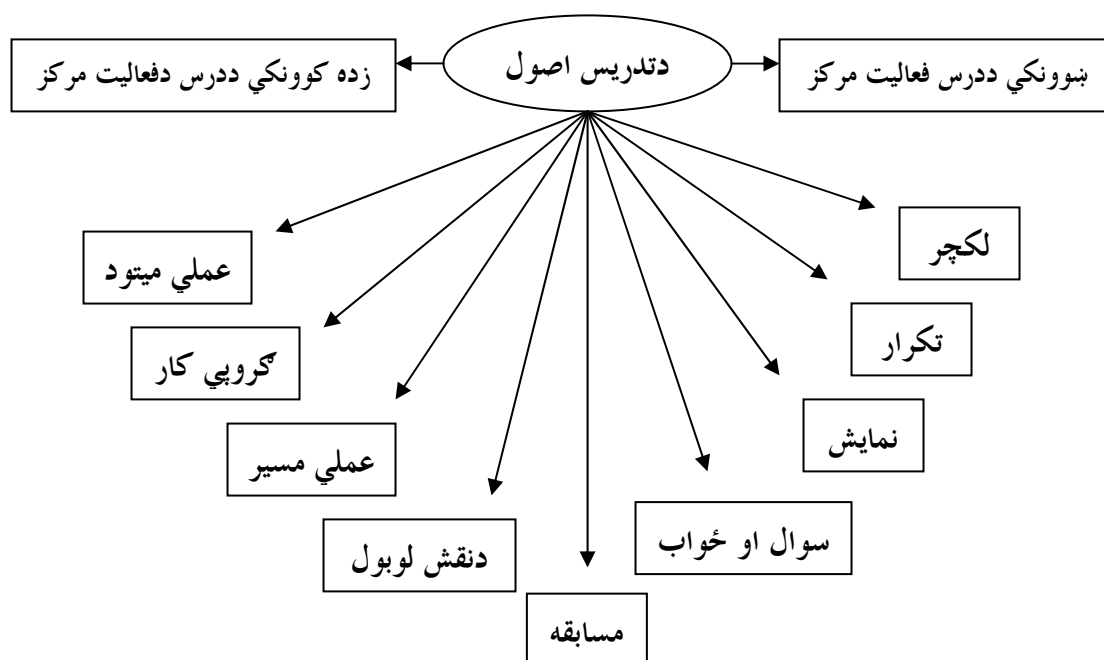 دتدریس اصول
ښوونکي ددرس فعالیت مرکز
زده کوونکي ددرس دفعالیت مرکز
لکچر
عملي میتود
تکرار
ګروپي کار
نمایش
عملي مسیر
سوال او ځواب
دنقش لوبول
مسابقه